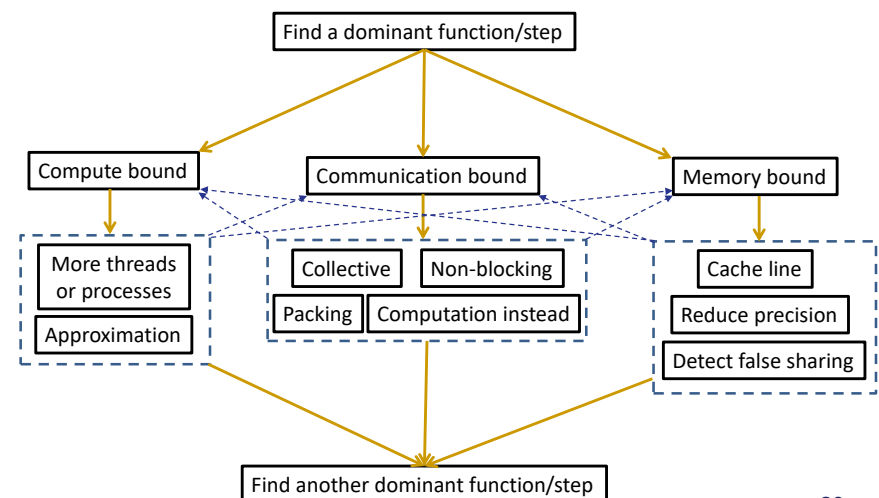 Find a dominant function/step
Compute bound
Communication bound
Memory bound
More threads
or processes
Approximation
Collective
Non-blocking
Packing
Computation instead
Cache line
Reduce precision
Detect false sharing
Find another dominant function/step